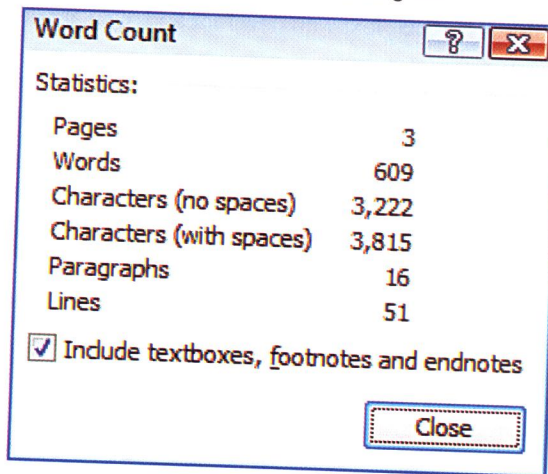 Word Count ?
Statistics:
Pages 3
Words 609
Characters (no spaces) 3,222
Characters (with spaces) 3,815
Paragraphs 16
Lines 51
Include textboxes, footnotes and endnotes
Close